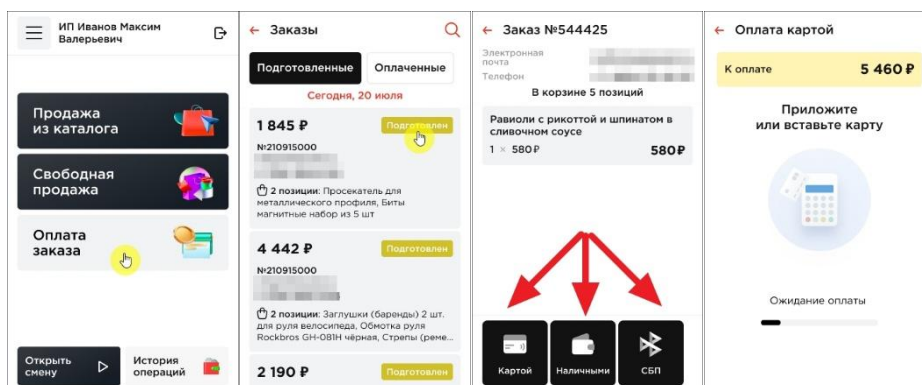 ИП Иванов Максим
Валерьевич
Продажа
из каталога
Свободная
продажа
Оплата
заказа
Открыть
смену
История
операций
← Заказы
Подготовленные
Оплаченные
Сегодня, 20 июля
1 845 ₽
Подготовлен
№210915000
2 позиции: Просекатель для
металлического профиля, Биты
магнитные набор из 5 шт
4 442 ₽
Подготовлен
№210915000
2 позиции: Заглушки (баренды) 2 шт.
для руля велосипеда, Обмотка руля
Rockbros GH-081H чёрная, Стрепы (реме...
2 190 ₽
Подготовлен
← Заказ №544425
Электронная
почта
Телефон
В корзине 5 позиций
Равиоли с рикоттой и шпинатом в
сливочном соусе
1 × 580 ₽
580 ₽
Картой
Наличными
СБП
← Оплата картой
К оплате
5 460 ₽
Приложите
или вставьте карту
Ожидание оплаты